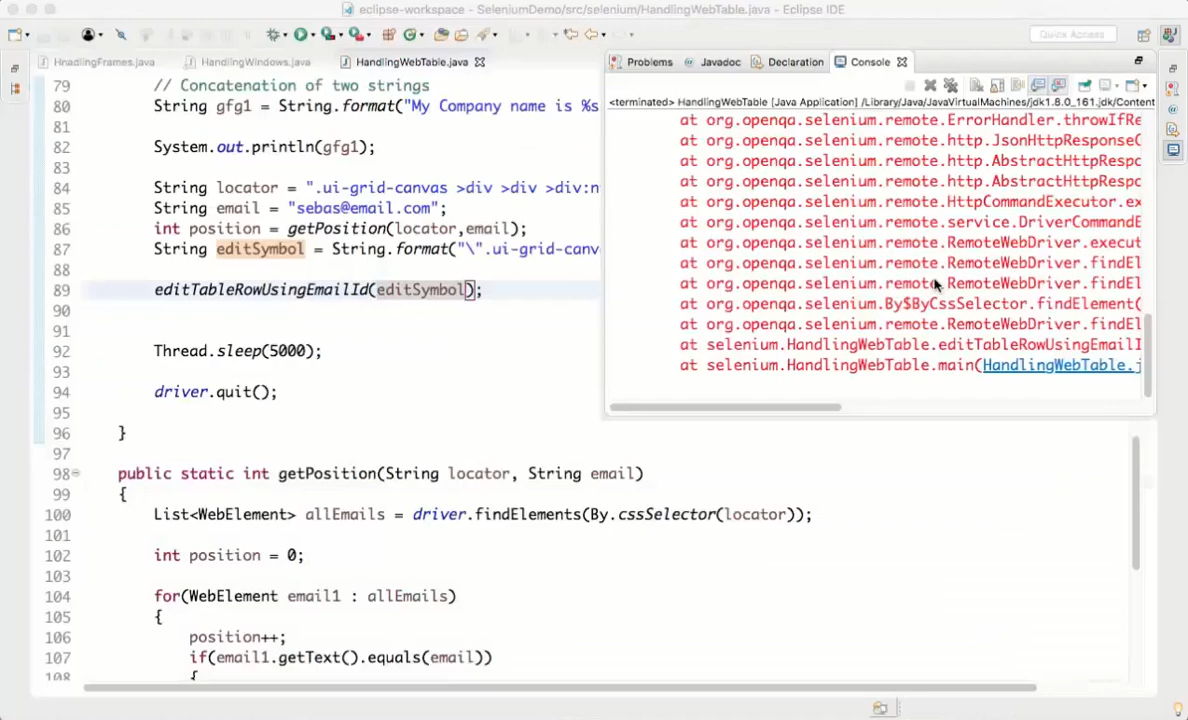 eclipse-workspace - SeleniumDemo/src/selenium/HandlingWebTable.java - Eclipse IDE
Quick Access
HnadlingFrames.java
HandlingWindows.java
HandlingWebTable.java
79 // Concatenation of two strings
80 String gfg1 = String.format("My Company name is %s
81
82 System.out.println(gfg1);
83
84 String locator = ".ui-grid-canvas >div >div >div:n
85 String email = "sebas@email.com";
86 int position = getPosition(locator,email);
87 String editSymbol = String.format("\".ui-grid-canv
88
89 editTableRowUsingEmailId(editSymbol);
90
91
92 Thread.sleep(5000);
93
94 driver.quit();
95
96 }
97
98 public static int getPosition(String locator, String email)
99 {
100 List<WebElement> allEmails = driver.findElements(By.cssSelector(locator));
101
102 int position = 0;
103
104 for(WebElement email1 : allEmails)
105 {
106 position++;
107 if(email1.getText().equals(email))
108 {
Problems
Javadoc
Declaration
Console
<terminated> HandlingWebTable [Java Application] /Library/Java/JavaVirtualMachines/jdk1.8.0_161.jdk/Content
at org.openqa.selenium.remote.ErrorHandler.throwIfRe
at org.openqa.selenium.remote.http.JsonHttpResponseC
at org.openqa.selenium.remote.http.AbstractHttpRespo
at org.openqa.selenium.remote.http.AbstractHttpRespo
at org.openqa.selenium.remote.HttpCommandExecutor.ex
at org.openqa.selenium.remote.service.DriverCommandE
at org.openqa.selenium.remote.RemoteWebDriver.execut
at org.openqa.selenium.remote.RemoteWebDriver.findEl
at org.openqa.selenium.remote.RemoteWebDriver.findEl
at org.openqa.selenium.By$ByCssSelector.findElement(
at org.openqa.selenium.remote.RemoteWebDriver.findEl
at selenium.HandlingWebTable.editTableRowUsingEmailI
at selenium.HandlingWebTable.main(HandlingWebTable.j